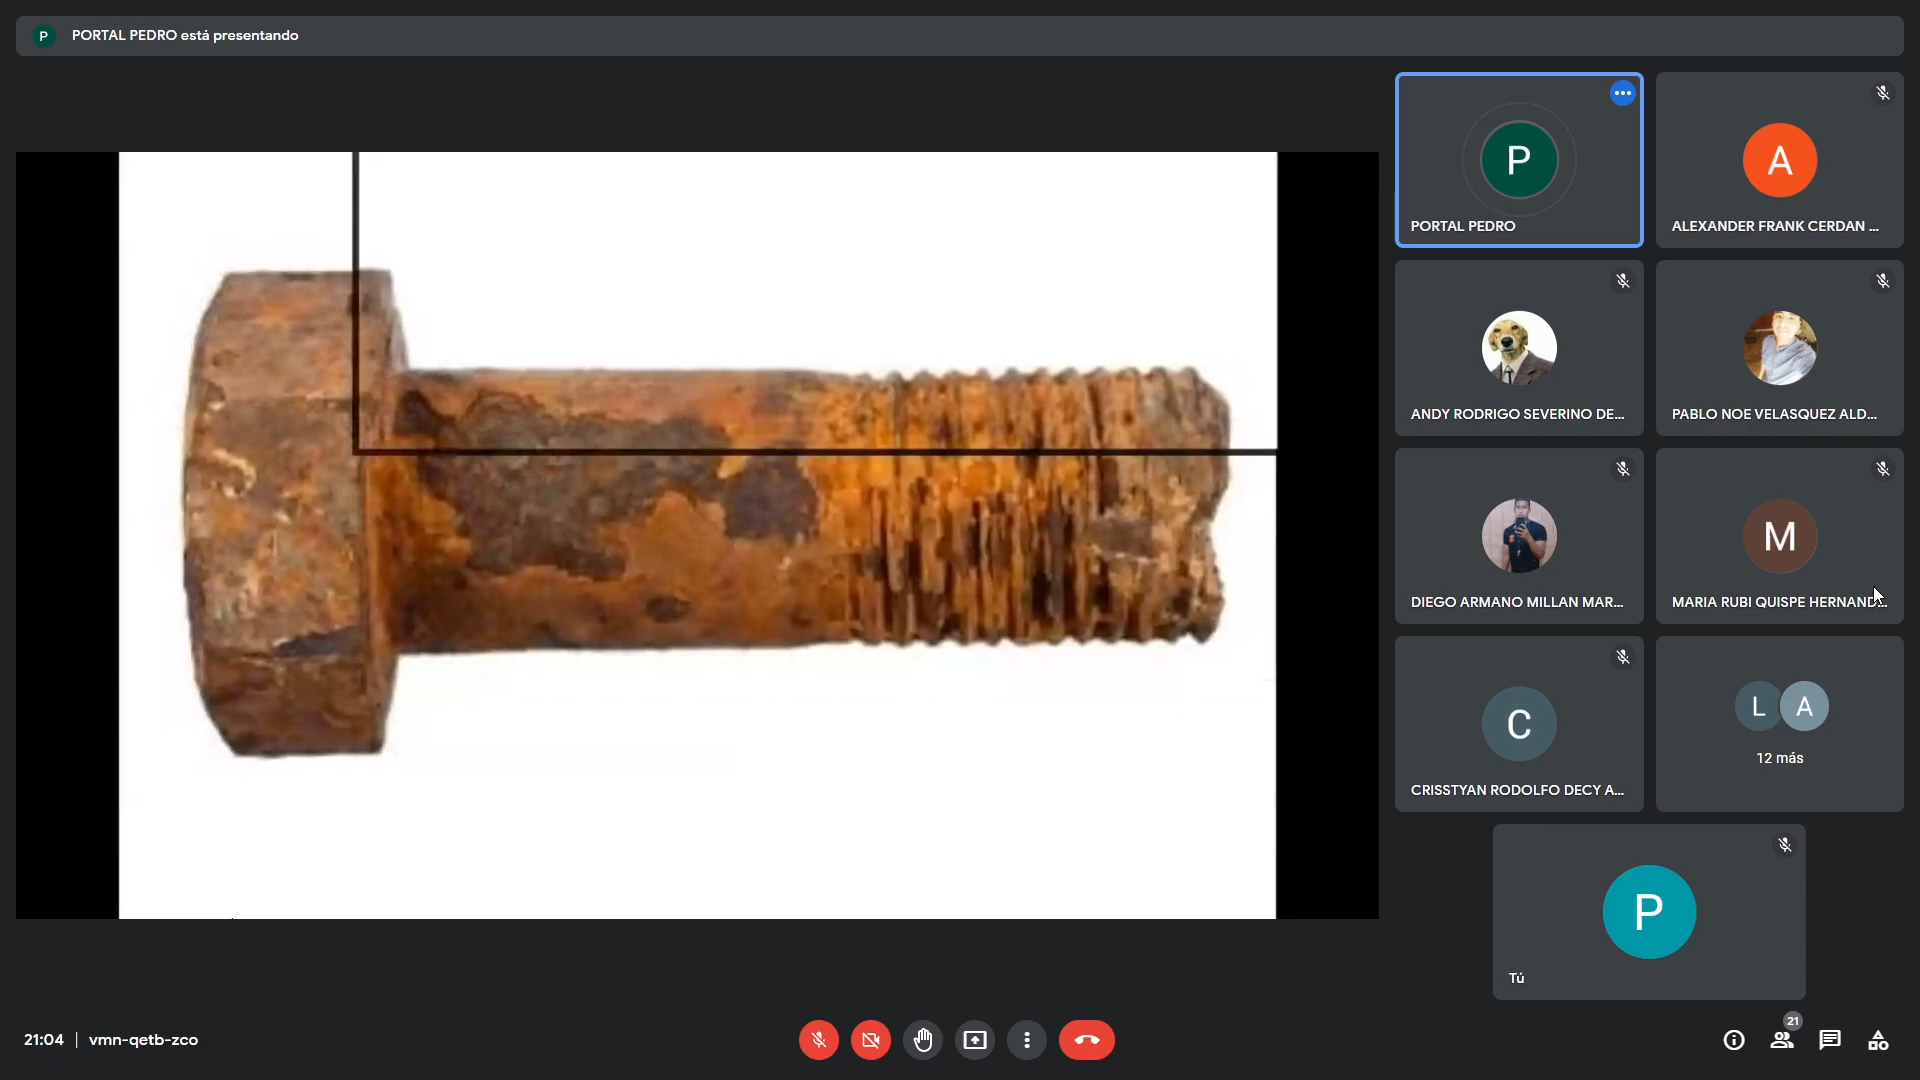 P PORTAL PEDRO está presentando
P
PORTAL PEDRO
A
ALEXANDER FRANK CERDAN ...
ANDY RODRIGO SEVERINO DE...
PABLO NOE VELASQUEZ ALD...
DIEGO ARMANO MILLAN MAR...
M
MARIA RUBI QUISPE HERNAND...
C
CRISSTYAN RODOLFO DECY A...
L A
12 más
P
Tú
21:04 | vmn-qetb-zco
21